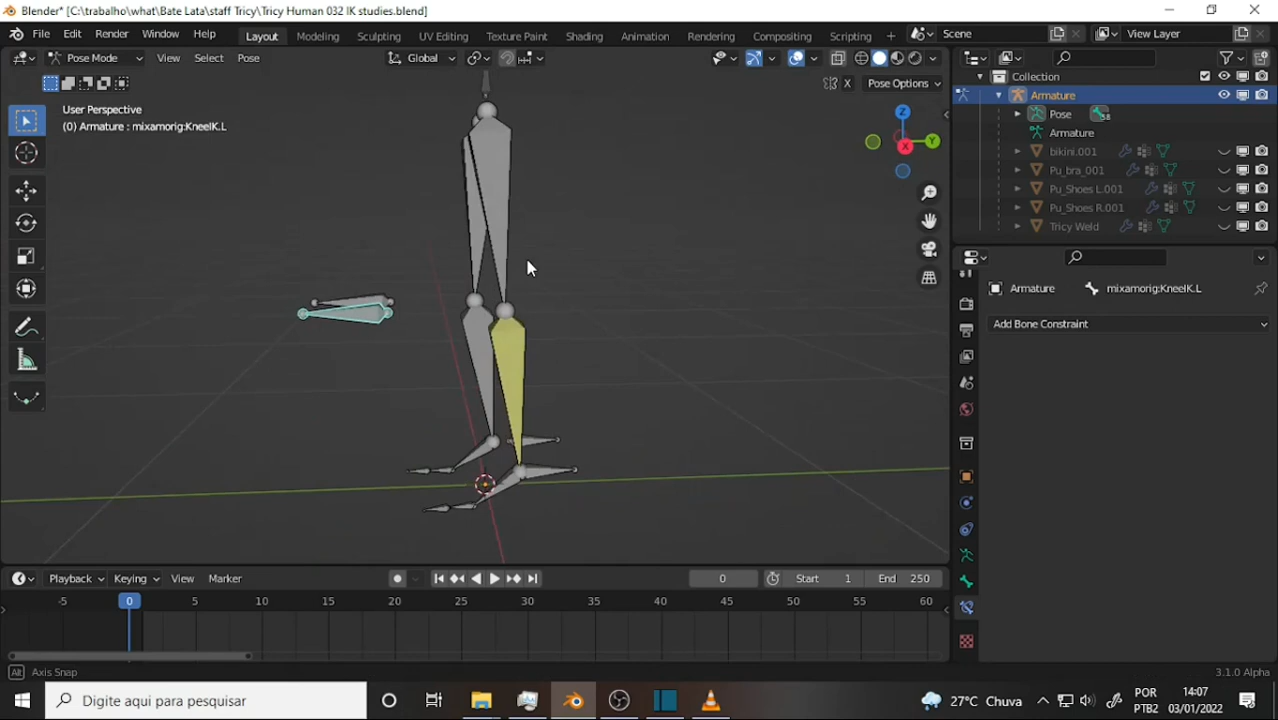 Blender* [C:\trabalho\what\Bate Lata\staff Tricy\Tricy Human 032 IK studies.blend]
File Edit Render Window Help Layout Modeling Sculpting UV Editing Texture Paint Shading Animation Rendering Compositing Scripting + Scene View Layer
Pose Mode View Select Pose Global
X Pose Options
User Perspective
(0) Armature : mixamorig:KneeIK.L
Z
Y
X
Collection
Armature
Pose 58
Armature
bikini.001
Pu_bra_001
Pu_Shoes L.001
Pu_Shoes R.001
Tricy Weld
Armature mixamorig:KneeIK.L
Add Bone Constraint
Playback Keying View Marker 0 Start 1 End 250
-5 0 5 10 15 20 25 30 35 40 45 50 55 60
Alt Axis Snap 3.1.0 Alpha
Digite aqui para pesquisar 27°C Chuva POR PTB2 14:07 03/01/2022